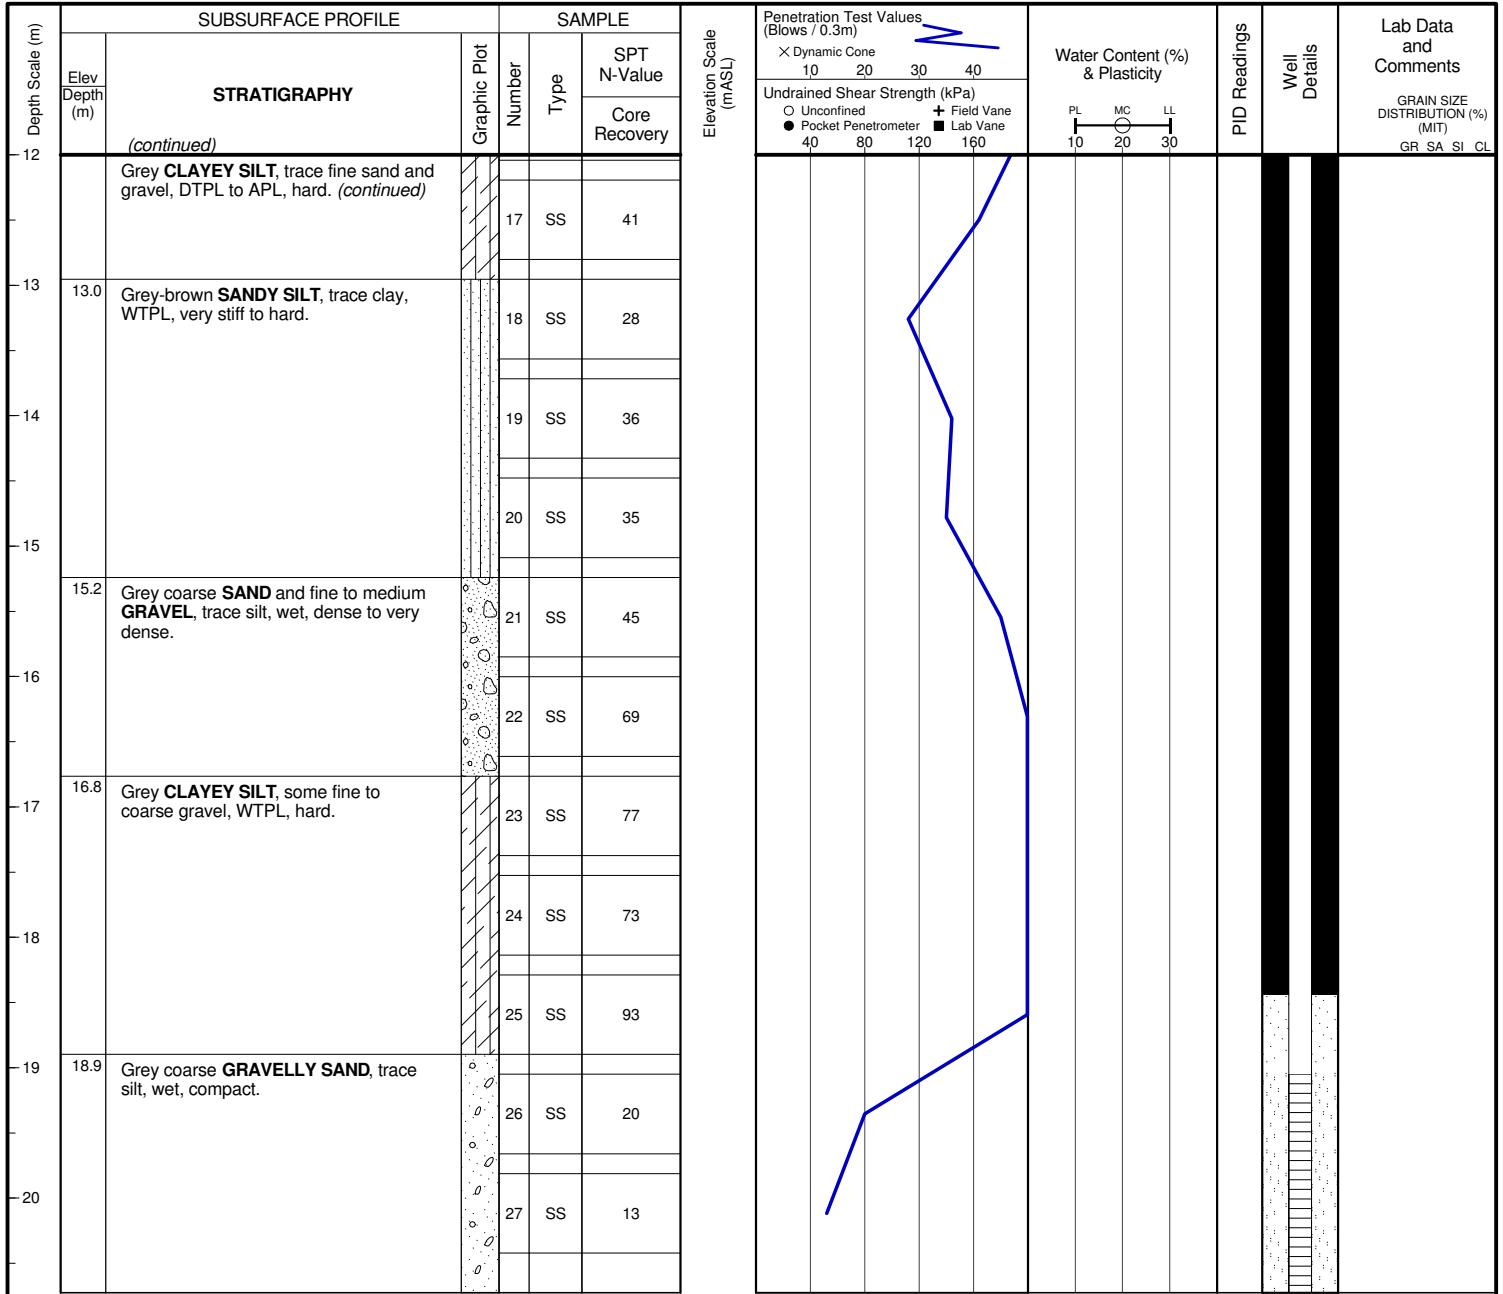 Depth Scale (m)
SUBSURFACE PROFILE
Elev
Depth
(m)
STRATIGRAPHY
(continued)
Graphic Plot
SAMPLE
Number
Type
SPT
N-Value
Core
Recovery
Elevation Scale
(mASL)
Penetration Test Values
(Blows / 0.3m)
× Dynamic Cone
10 20 30 40
Undrained Shear Strength (kPa)
Unconfined + Field Vane
Pocket Penetrometer Lab Vane
40 80 120 160
Water Content (%)
& Plasticity
PL MC LL
10 20 30
PID Readings
Well
Details
Lab Data
and
Comments
GRAIN SIZE
DISTRIBUTION (%)
(MIT)
GR SA SI CL
12
Grey CLAYEY SILT, trace fine sand and
gravel, DTPL to APL, hard. (continued)
17 SS 41
13
13.0
Grey-brown SANDY SILT, trace clay,
WTPL, very stiff to hard.
18 SS 28
14
19 SS 36
20 SS 35
15
15.2
Grey coarse SAND and fine to medium
GRAVEL, trace silt, wet, dense to very
dense.
21 SS 45
16
22 SS 69
16.8
Grey CLAYEY SILT, some fine to
coarse gravel, WTPL, hard.
17
23 SS 77
24 SS 73
18
25 SS 93
19
18.9
Grey coarse GRAVELLY SAND, trace
silt, wet, compact.
26 SS 20
20
27 SS 13